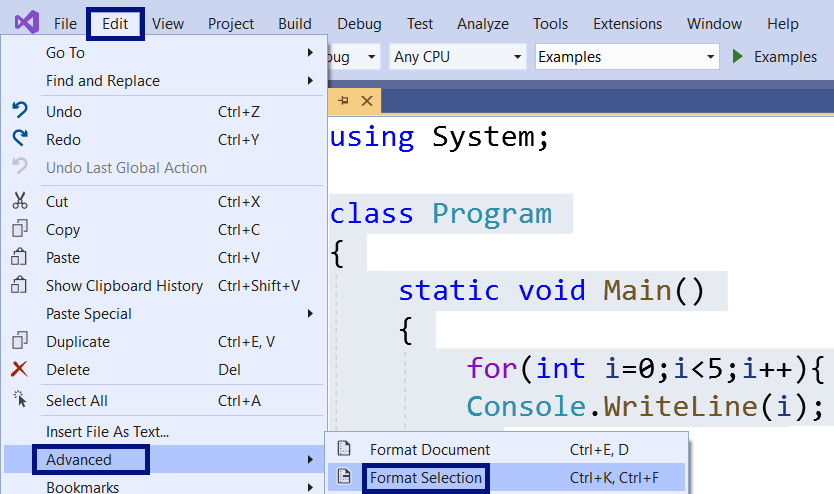 File Edit View Project Build Debug Test Analyze Tools Extensions Window Help
Go To
Any CPU Examples Examples
Find and Replace
Undo Ctrl+Z
Redo Ctrl+Y
Undo Last Global Action
Cut Ctrl+X
Copy Ctrl+C
Paste Ctrl+V
Show Clipboard History Ctrl+Shift+V
Paste Special
Duplicate Ctrl+E, V
Delete Del
Select All Ctrl+A
Insert File As Text...
Advanced
Bookmarks
Format Document Ctrl+E, D
Format Selection Ctrl+K, Ctrl+F
using System;
class Program
{
static void Main()
{
for(int i=0;i<5;i++){
Console.WriteLine(i);